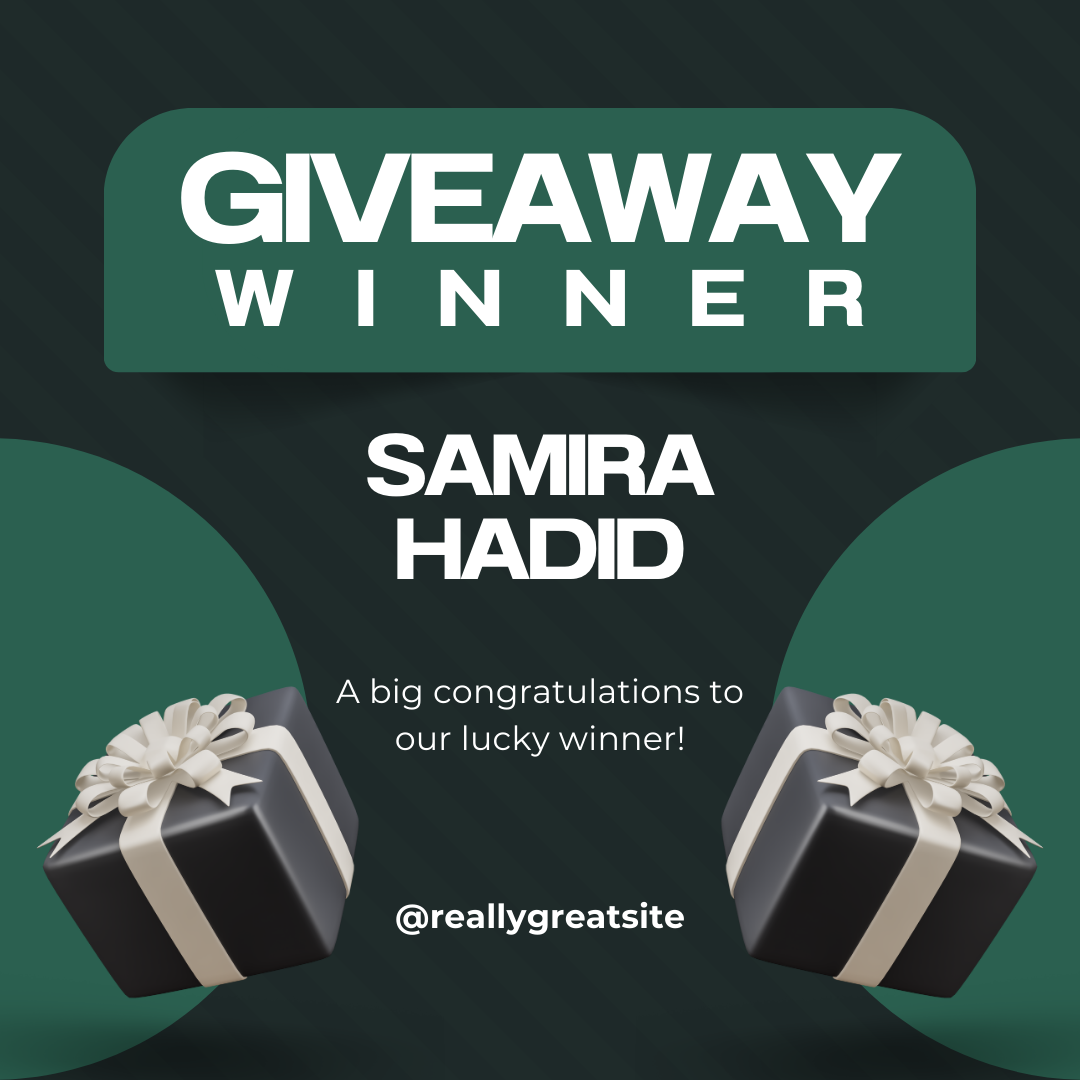 GIVEAWAY
WINNER
SAMIRA
HADID
A big congratulations to
our lucky winner!
@reallygreatsite